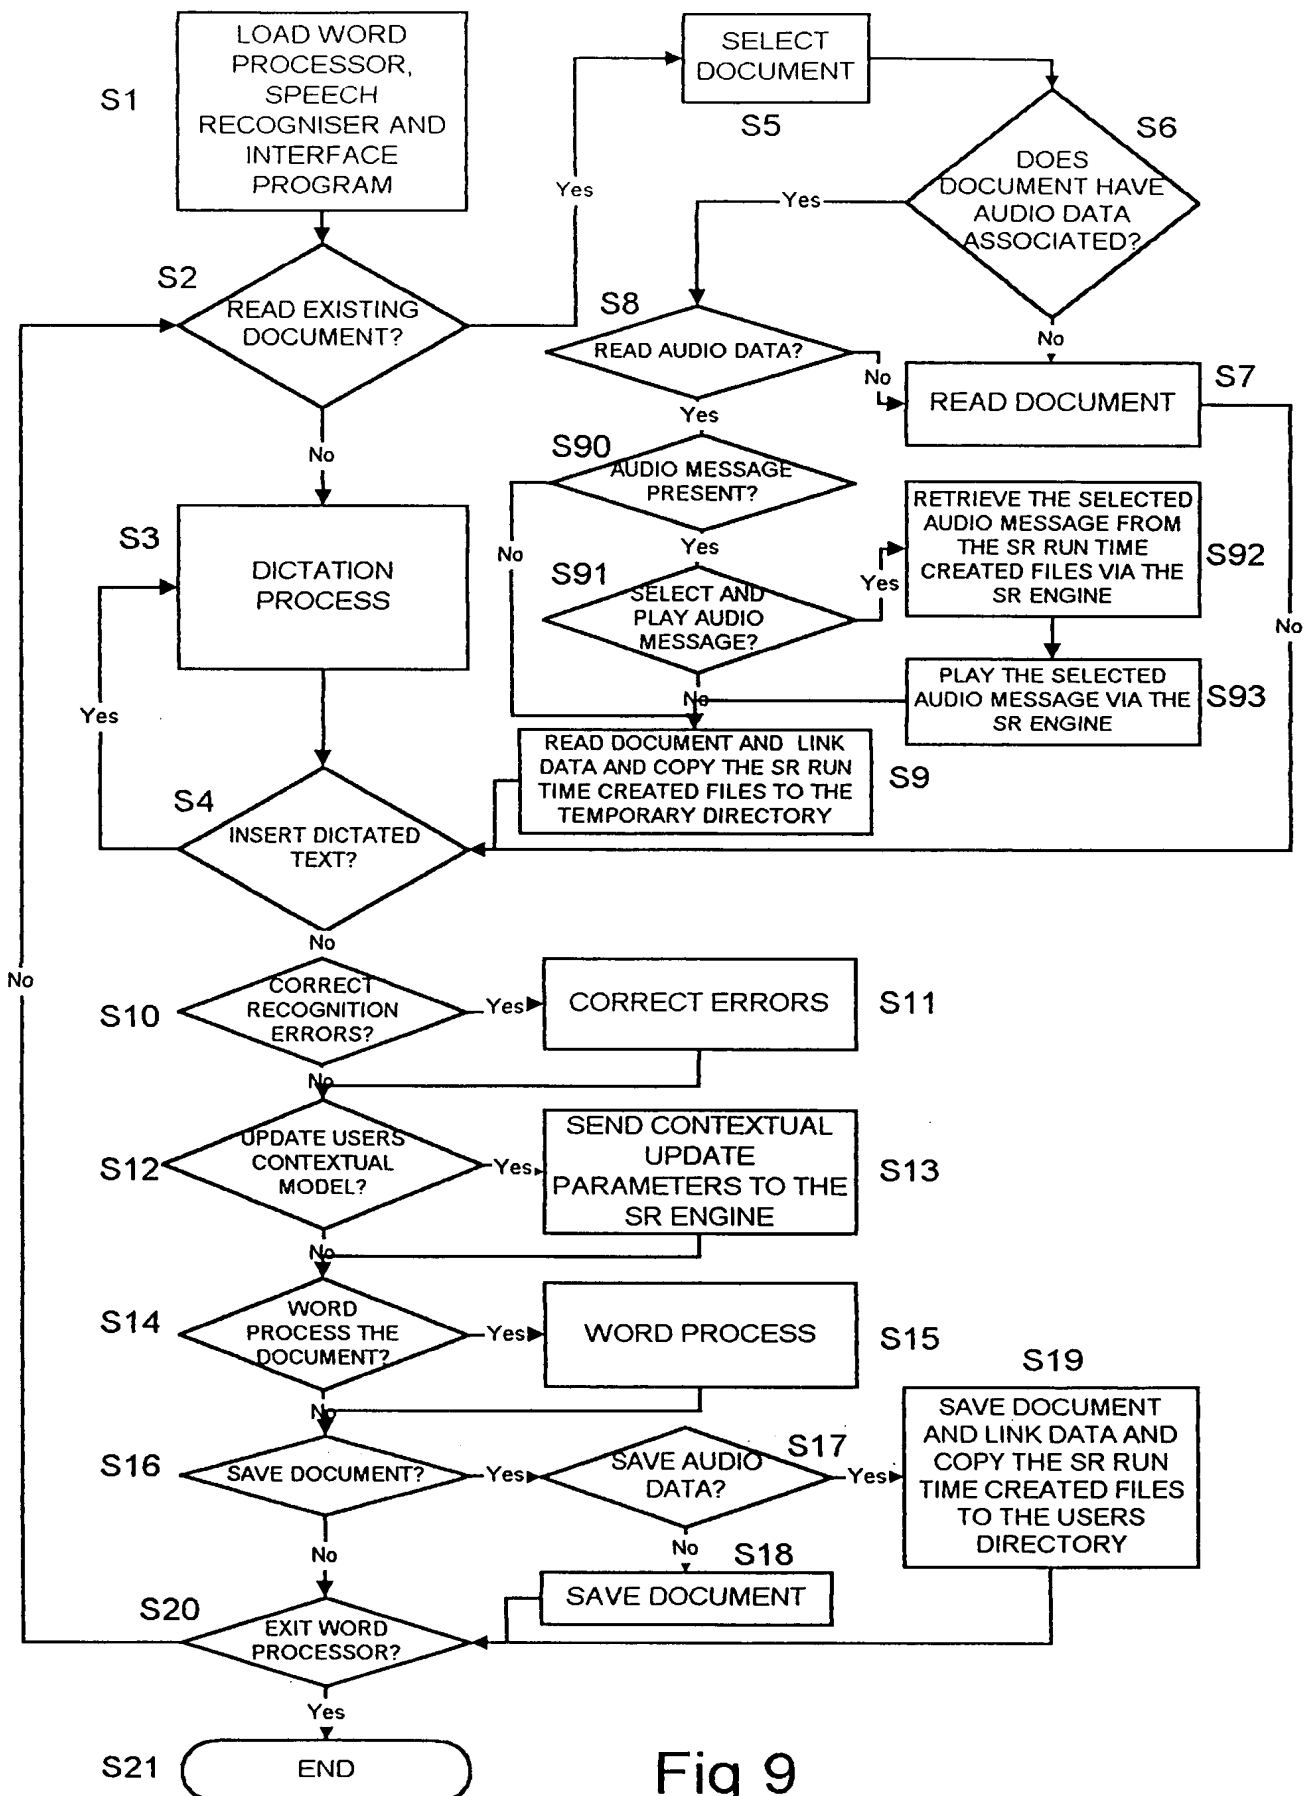 LOAD WORD
PROCESSOR,
SPEECH
RECOGNISER AND
INTERFACE
PROGRAM
S1
SELECT
DOCUMENT
S5
S6
DOES
DOCUMENT HAVE
AUDIO DATA
ASSOCIATED?
Yes
Yes
S2
READ EXISTING
DOCUMENT?
S8
READ AUDIO DATA?
No
No
S7
READ DOCUMENT
Yes
No
S90
AUDIO MESSAGE
PRESENT?
RETRIEVE THE SELECTED
AUDIO MESSAGE FROM
THE SR RUN TIME
CREATED FILES VIA THE
SR ENGINE
S92
S3
DICTATION
PROCESS
No
Yes
S91
SELECT AND
PLAY AUDIO
MESSAGE?
Yes
No
No
PLAY THE SELECTED
AUDIO MESSAGE VIA THE
SR ENGINE
S93
Yes
READ DOCUMENT AND LINK
DATA AND COPY THE SR RUN
TIME CREATED FILES TO THE
TEMPORARY DIRECTORY
S9
S4
INSERT DICTATED
TEXT?
No
No
S10
CORRECT
RECOGNITION
ERRORS?
Yes
CORRECT ERRORS
S11
No
S12
UPDATE USERS
CONTEXTUAL
MODEL?
Yes
SEND CONTEXTUAL
UPDATE
PARAMETERS TO THE
SR ENGINE
S13
No
S14
WORD
PROCESS THE
DOCUMENT?
Yes
WORD PROCESS
S15
No
S16
SAVE DOCUMENT?
Yes
S17
SAVE AUDIO
DATA?
Yes
S19
SAVE DOCUMENT
AND LINK DATA AND
COPY THE SR RUN
TIME CREATED FILES
TO THE USERS
DIRECTORY
No
No
S18
SAVE DOCUMENT
S20
EXIT WORD
PROCESSOR?
Yes
S21
END
Fig 9